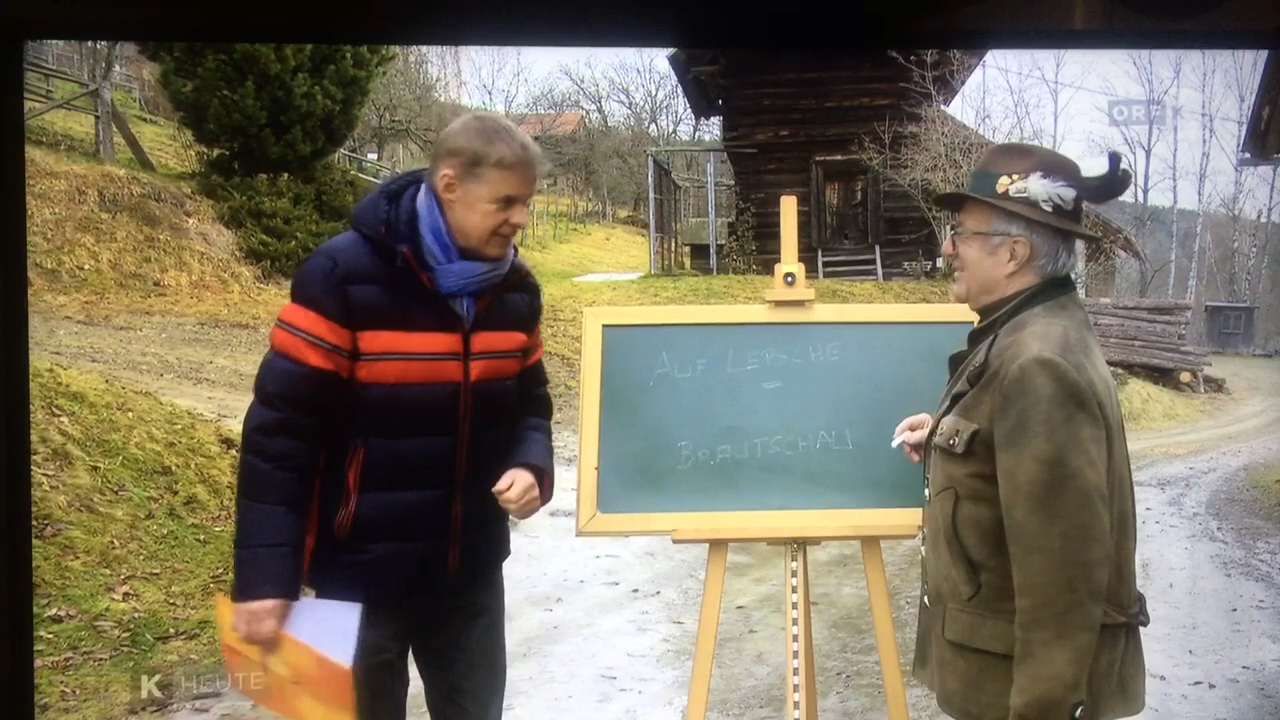 ORF K
AUF LEPSCHE
=
BRAUTSCHAU
K HEUTE